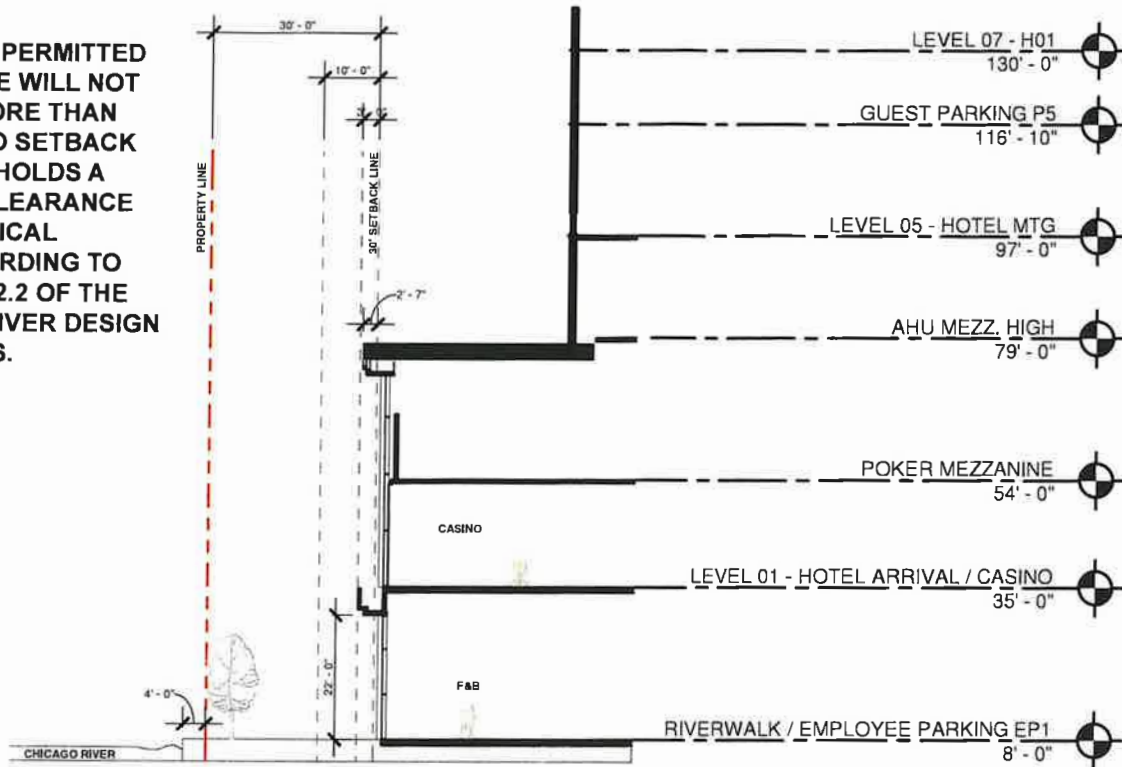 PERMITTED
E WILL NOT
ORE THAN
D SETBACK
HOLDS A
LEARANCE
ICAL
RDING TO
2.2 OF THE
IVER DESIGN
S.
30' - 0"
10' - 0"
PROPERTY LINE
30' SETBACK LINE
2' - 7"
22' - 0"
4' - 0"
CHICAGO RIVER
CASINO
F&B
LEVEL 07 - H01
130' - 0"
GUEST PARKING P5
116' - 10"
LEVEL 05 - HOTEL MTG
97' - 0"
AHU MEZZ. HIGH
79' - 0"
POKER MEZZANINE
54' - 0"
LEVEL 01 - HOTEL ARRIVAL / CASINO
35' - 0"
RIVERWALK / EMPLOYEE PARKING EP1
8' - 0"